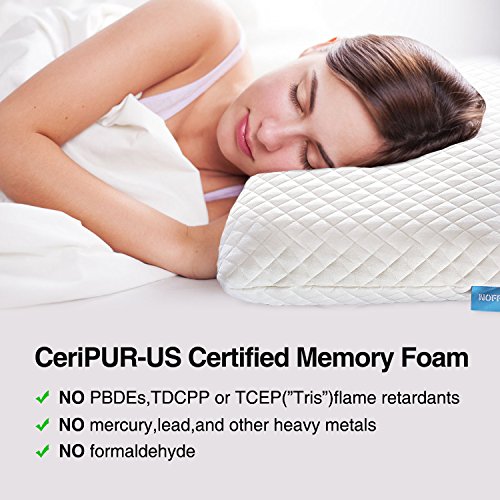 CeriPUR-US Certified Memory Foam
NO PBDEs,TDCPP or TCEP("Tris")flame retardants
NO mercury,lead,and other heavy metals
NO formaldehyde